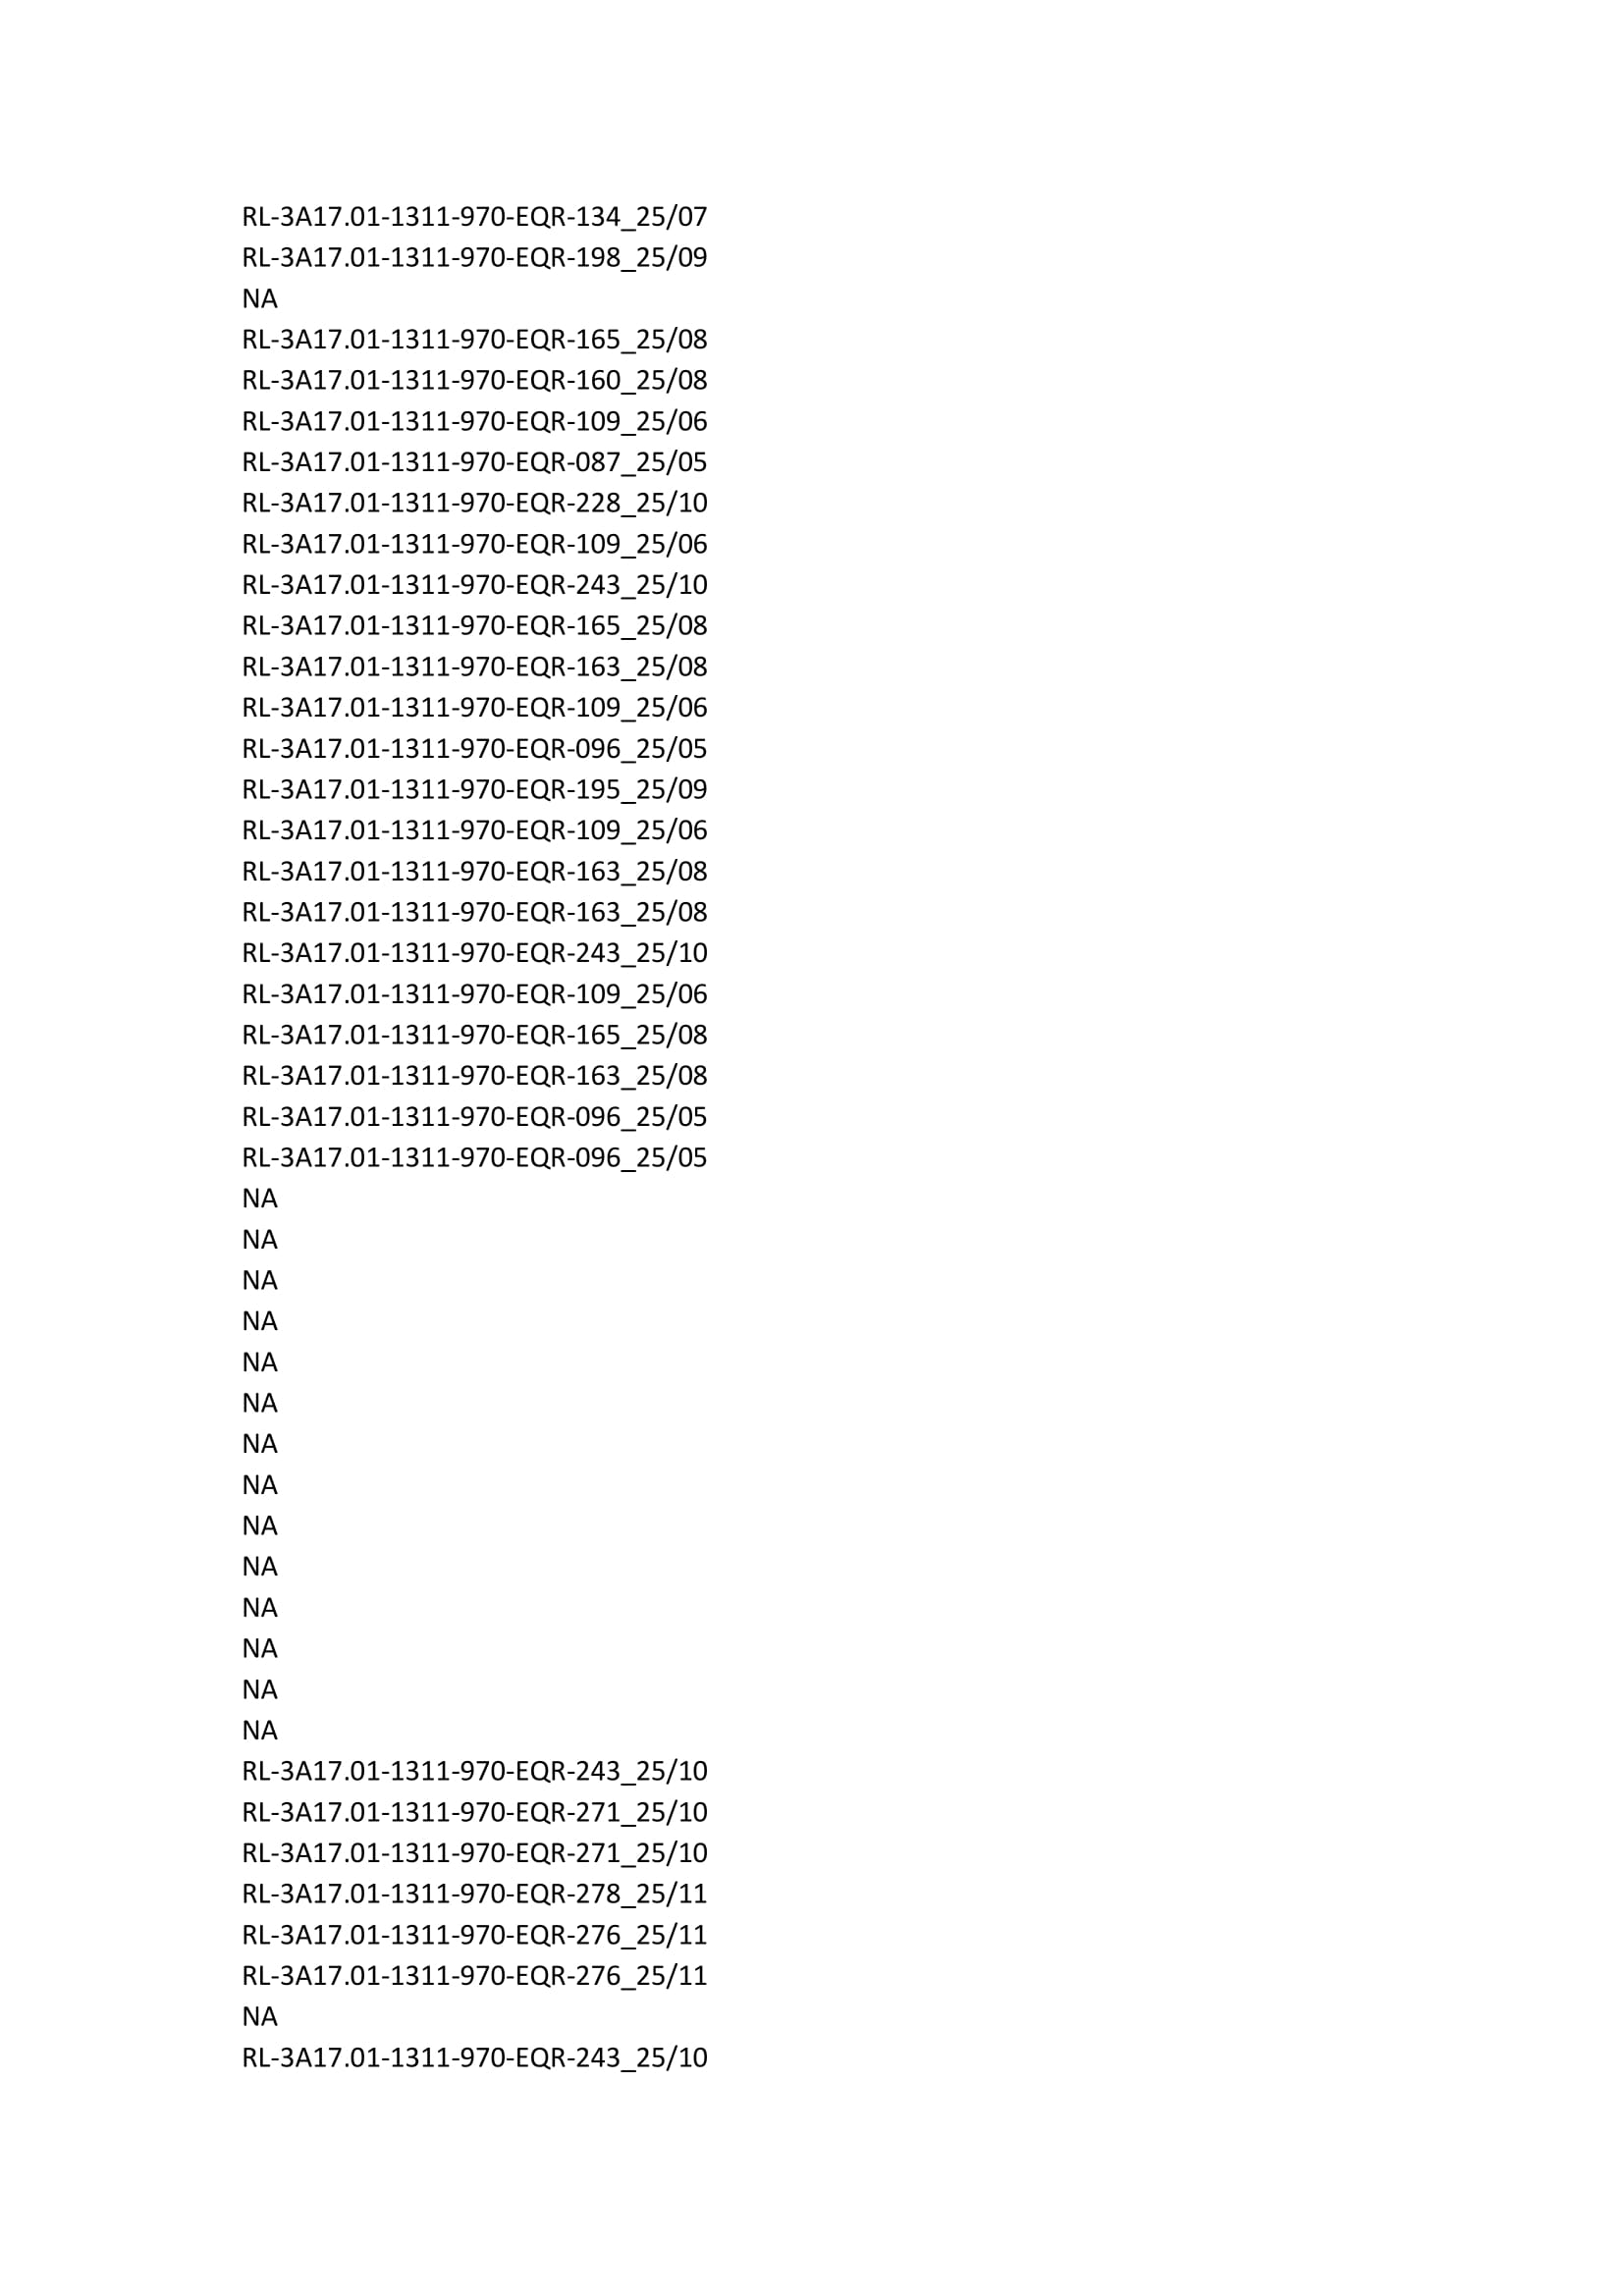 RL-3A17.01-1311-970-EQR-134_25/07
RL-3A17.01-1311-970-EQR-198_25/09
NA
RL-3A17.01-1311-970-EQR-165_25/08
RL-3A17.01-1311-970-EQR-160_25/08
RL-3A17.01-1311-970-EQR-109_25/06
RL-3A17.01-1311-970-EQR-087_25/05
RL-3A17.01-1311-970-EQR-228_25/10
RL-3A17.01-1311-970-EQR-109_25/06
RL-3A17.01-1311-970-EQR-243_25/10
RL-3A17.01-1311-970-EQR-165_25/08
RL-3A17.01-1311-970-EQR-163_25/08
RL-3A17.01-1311-970-EQR-109_25/06
RL-3A17.01-1311-970-EQR-096_25/05
RL-3A17.01-1311-970-EQR-195_25/09
RL-3A17.01-1311-970-EQR-109_25/06
RL-3A17.01-1311-970-EQR-163_25/08
RL-3A17.01-1311-970-EQR-163_25/08
RL-3A17.01-1311-970-EQR-243_25/10
RL-3A17.01-1311-970-EQR-109_25/06
RL-3A17.01-1311-970-EQR-165_25/08
RL-3A17.01-1311-970-EQR-163_25/08
RL-3A17.01-1311-970-EQR-096_25/05
RL-3A17.01-1311-970-EQR-096_25/05
NA
NA
NA
NA
NA
NA
NA
NA
NA
NA
NA
NA
NA
NA
RL-3A17.01-1311-970-EQR-243_25/10
RL-3A17.01-1311-970-EQR-271_25/10
RL-3A17.01-1311-970-EQR-271_25/10
RL-3A17.01-1311-970-EQR-278_25/11
RL-3A17.01-1311-970-EQR-276_25/11
RL-3A17.01-1311-970-EQR-276_25/11
NA
RL-3A17.01-1311-970-EQR-243_25/10